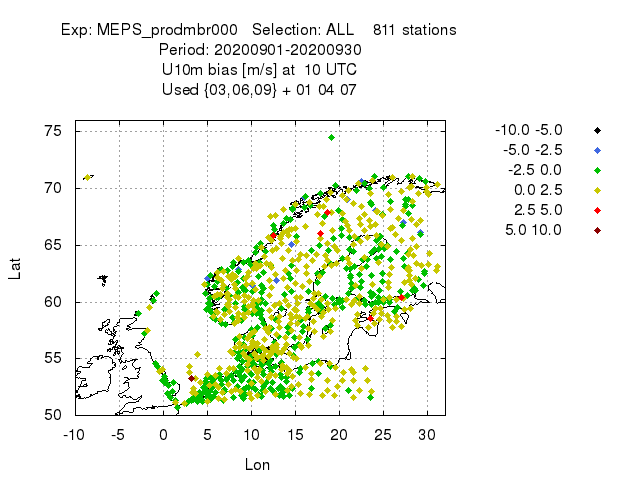 Exp: MEPS_prodmbr000 Selection: ALL 811 stations
Period: 20200901-20200930
U10m bias [m/s] at 10 UTC
Used {03,06,09} + 01 04 07
-10.0 -5.0
-5.0 -2.5
-2.5 0.0
0.0 2.5
2.5 5.0
5.0 10.0
Lat
75
70
65
60
55
50
-10 -5 0 5 10 15 20 25 30
Lon